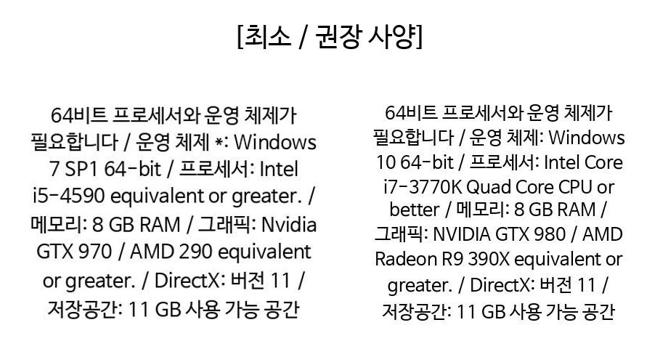 [최소 / 권장 사양]
64비트 프로세서와 운영 체제가
필요합니다 / 운영 체제 *: Windows
7 SP1 64-bit / 프로세서: Intel
i5-4590 equivalent or greater. /
메모리: 8 GB RAM / 그래픽: Nvidia
GTX 970 / AMD 290 equivalent
or greater. / DirectX: 버전 11 /
저장공간: 11 GB 사용 가능 공간
64비트 프로세서와 운영 체제가
필요합니다 / 운영 체제: Windows
10 64-bit / 프로세서: Intel Core
i7-3770K Quad Core CPU or
better / 메모리: 8 GB RAM /
그래픽: NVIDIA GTX 980 / AMD
Radeon R9 390X equivalent or
greater. / DirectX: 버전 11 /
저장공간: 11 GB 사용 가능 공간